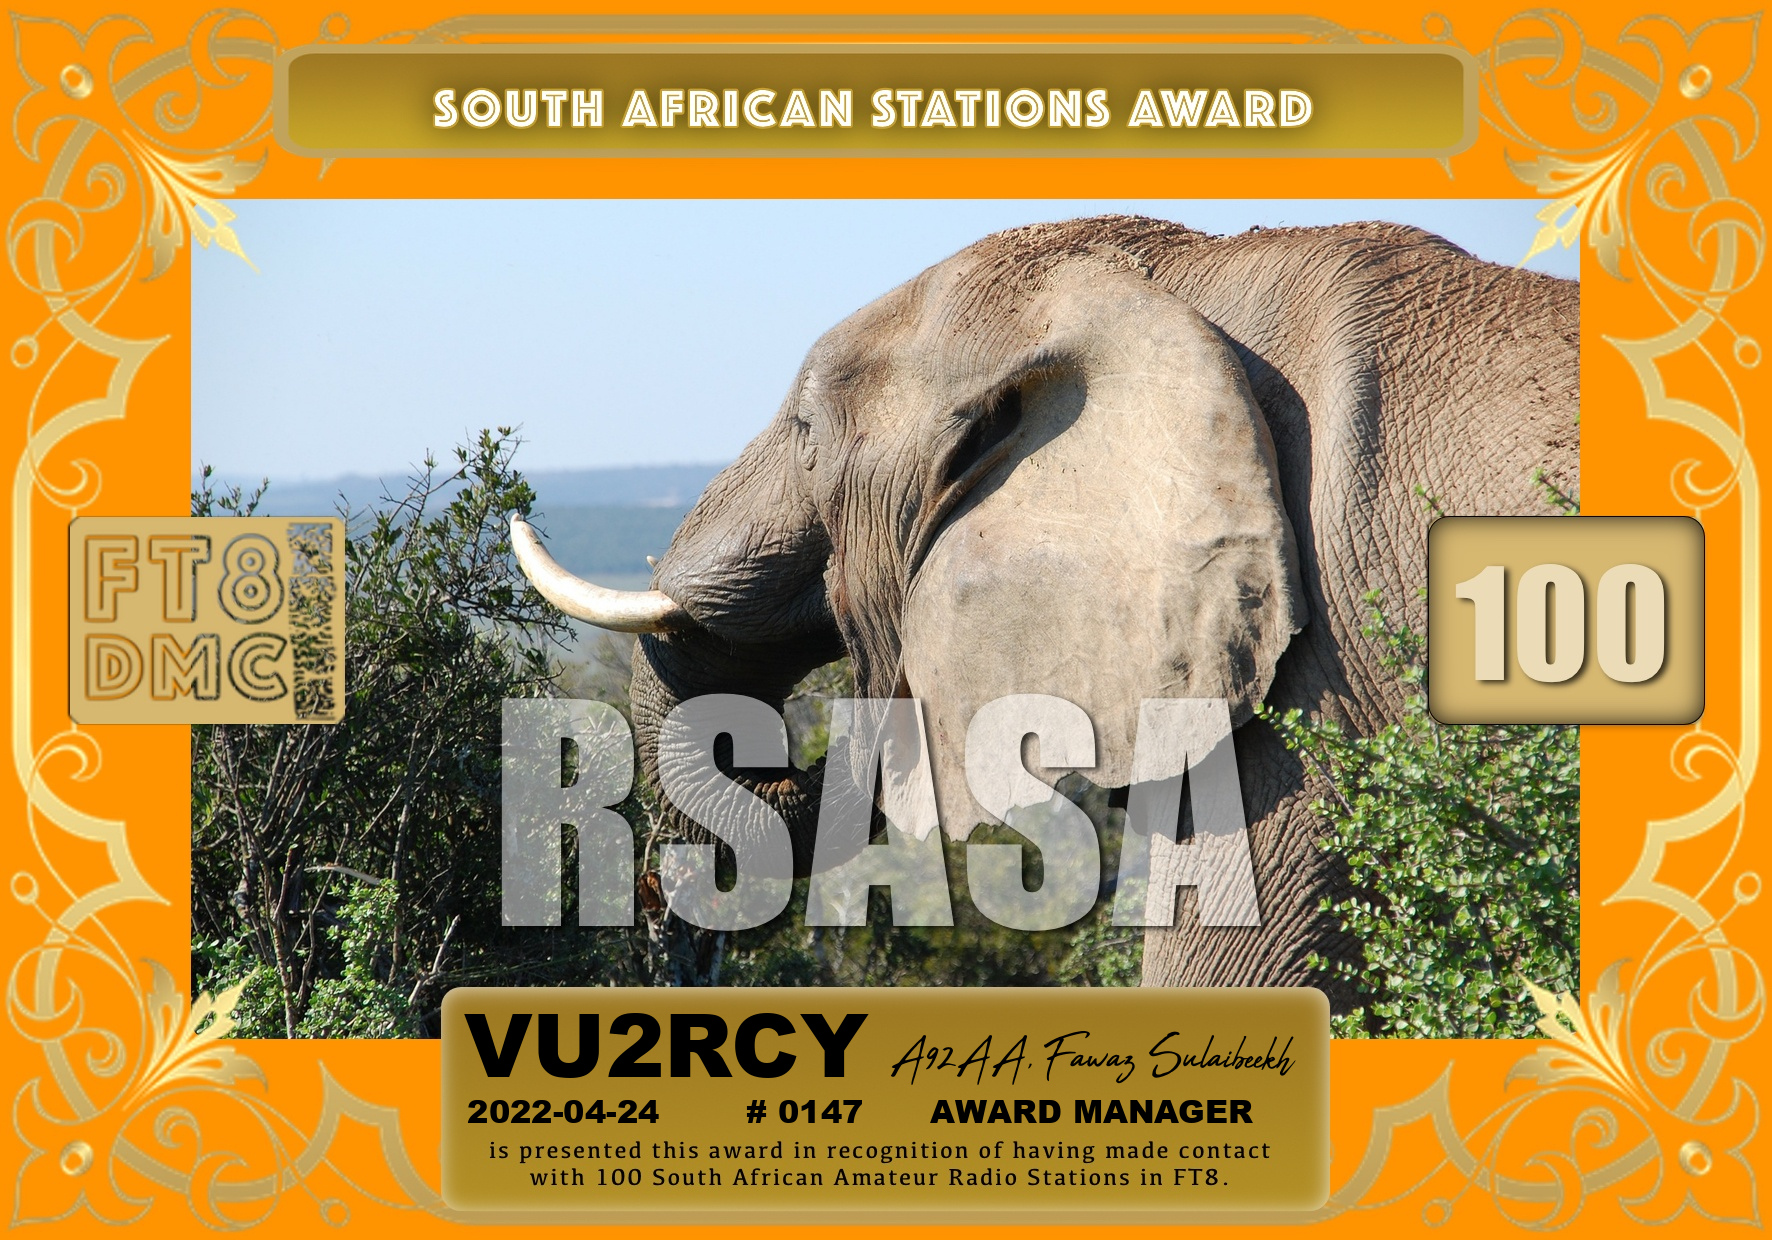 SOUTH AFRICAN STATIONS AWARD
FT8
DMC
100
RSASA
VU2RCY A92AA, Fawaz Sulaibeekh
2022-04-24 # 0147 AWARD MANAGER
is presented this award in recognition of having made contact
with 100 South African Amateur Radio Stations in FT8.